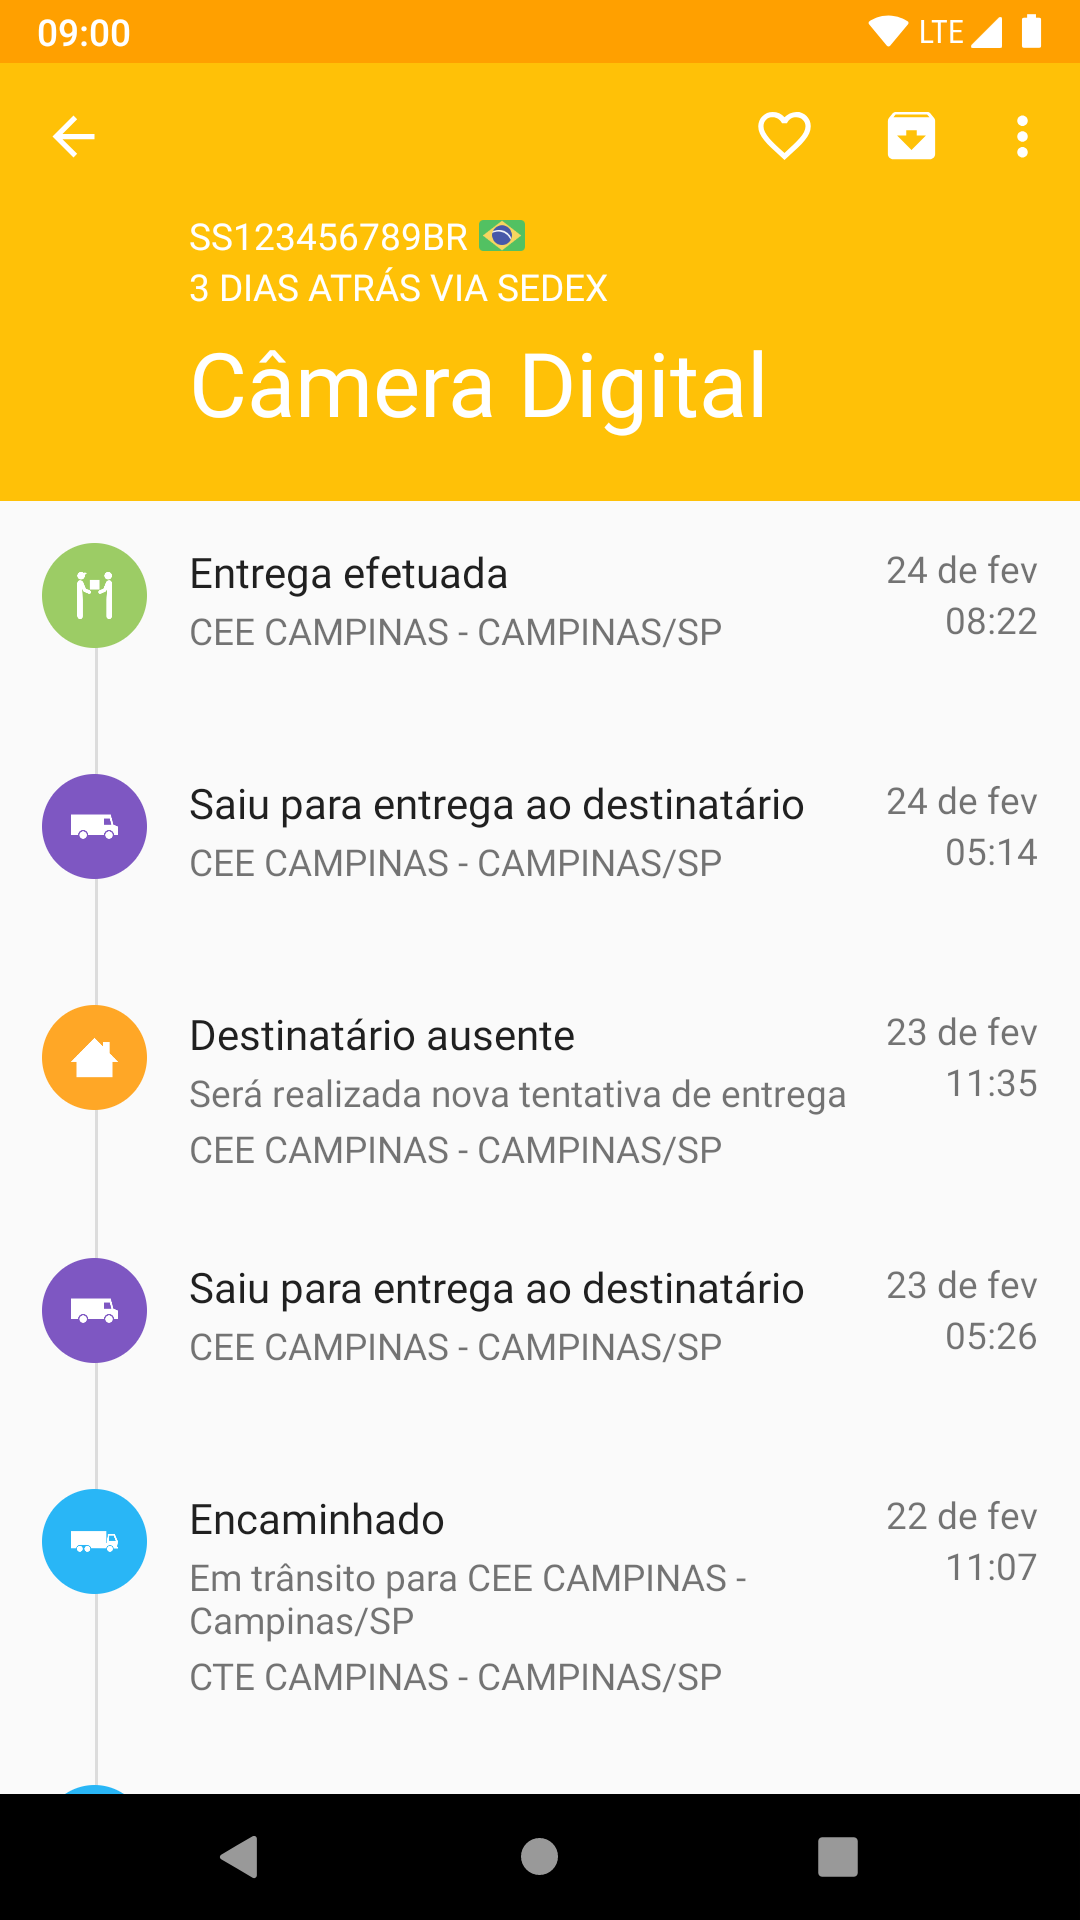 09:00
LTE
SS123456789BR
3 DIAS ATRÁS VIA SEDEX
Câmera Digital
Entrega efetuada
24 de fev
CEE CAMPINAS - CAMPINAS/SP
08:22
Saiu para entrega ao destinatário
24 de fev
CEE CAMPINAS - CAMPINAS/SP
05:14
Destinatário ausente
23 de fev
Será realizada nova tentativa de entrega
11:35
CEE CAMPINAS - CAMPINAS/SP
Saiu para entrega ao destinatário
23 de fev
CEE CAMPINAS - CAMPINAS/SP
05:26
Encaminhado
22 de fev
Em trânsito para CEE CAMPINAS -
11:07
Campinas/SP
CTE CAMPINAS - CAMPINAS/SP